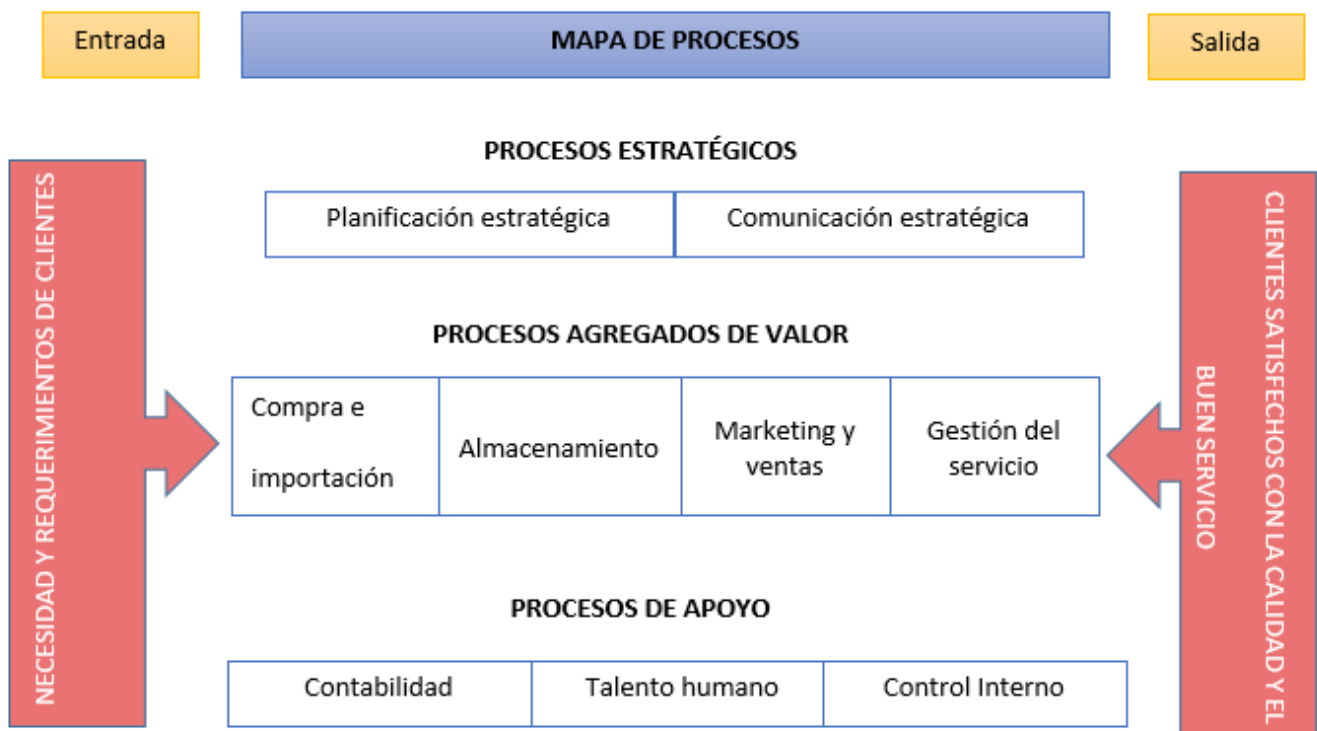 Entrada
MAPA DE PROCESOS
Salida
NECESIDAD Y REQUERIMIENTOS DE CLIENTES
PROCESOS ESTRATÉGICOS
Planificación estratégica
Comunicación estratégica
PROCESOS AGREGADOS DE VALOR
Compra e
importación
Almacenamiento
Marketing y
ventas
Gestión del
servicio
PROCESOS DE APOYO
Contabilidad
Talento humano
Control Interno
CLIENTES SATISFECHOS CON LA CALIDAD Y EL
BUEN SERVICIO